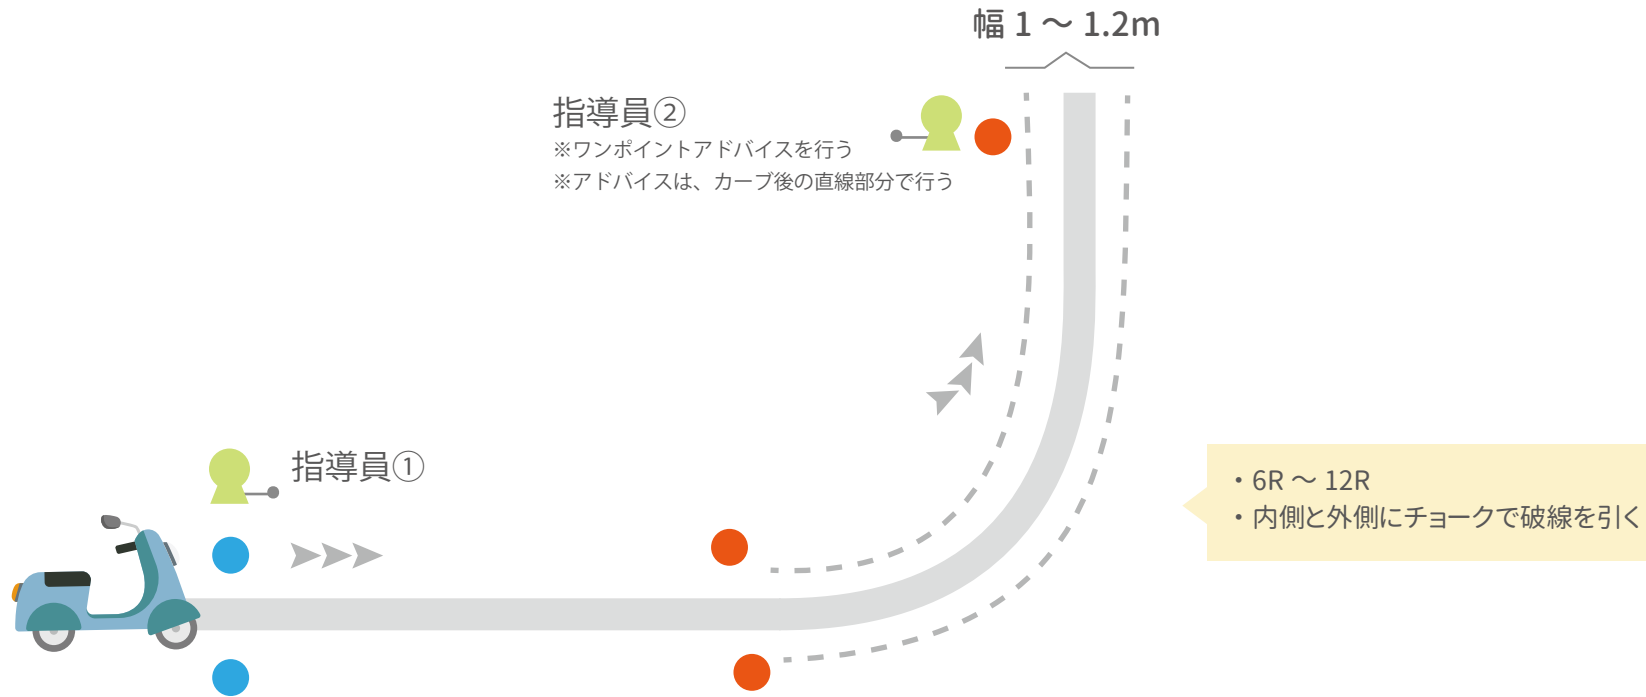 幅 1 〜 1.2m
指導員②
※ワンポイントアドバイスを行う
※アドバイスは、カーブ後の直線部分で行う
指導員①
・6R 〜 12R
・内側と外側にチョークで破線を引く